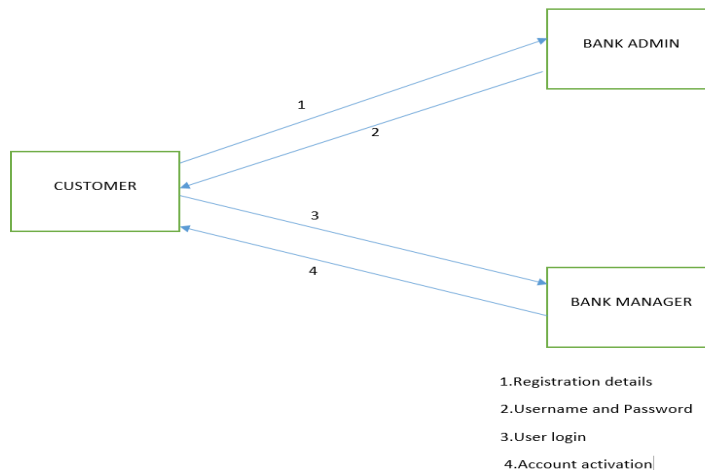 BANK ADMIN
1
2
CUSTOMER
3
4
BANK MANAGER
1.Registration details
2.Username and Password
3.User login
4.Account activation